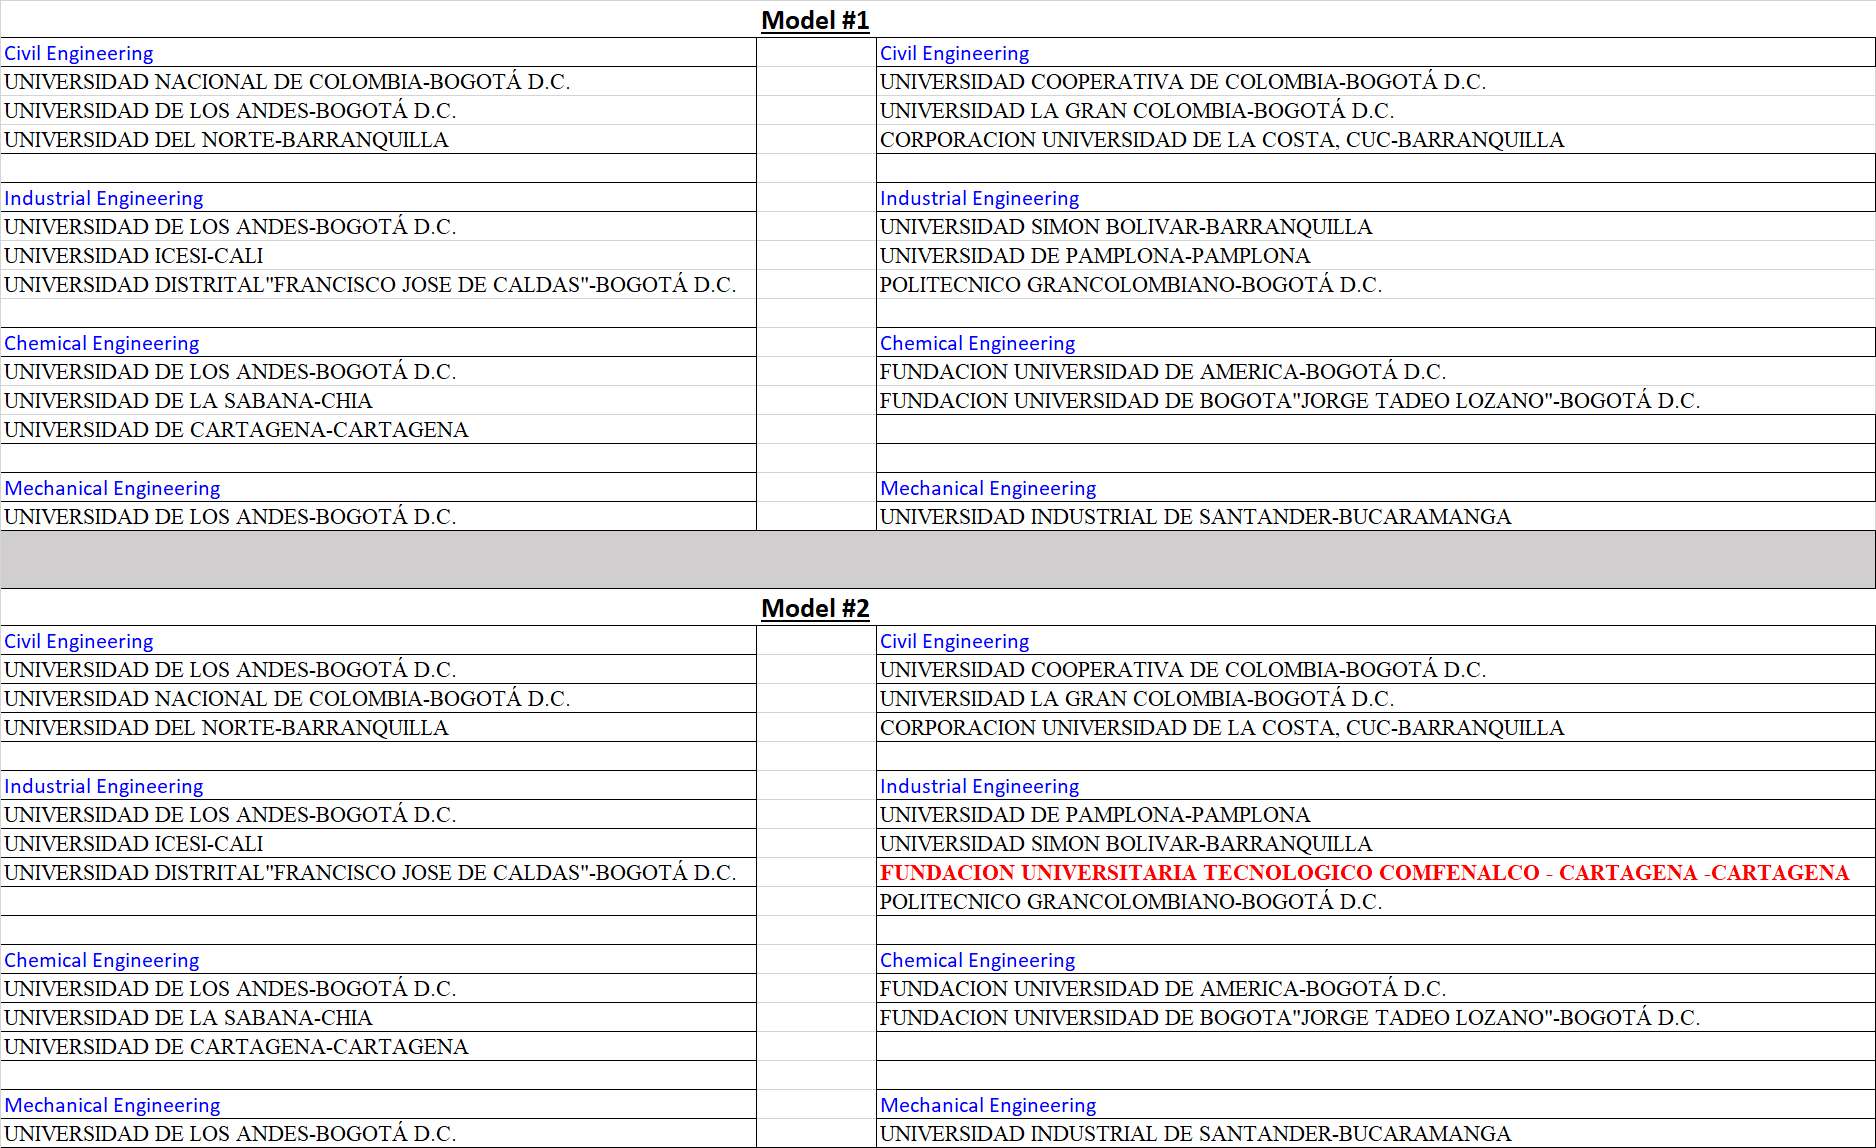 Model #1
Civil Engineering Civil Engineering
UNIVERSIDAD NACIONAL DE COLOMBIA-BOGOTÁ D.C. UNIVERSIDAD COOPERATIVA DE COLOMBIA-BOGOTÁ D.C.
UNIVERSIDAD DE LOS ANDES-BOGOTÁ D.C. UNIVERSIDAD LA GRAN COLOMBIA-BOGOTÁ D.C.
UNIVERSIDAD DEL NORTE-BARRANQUILLA CORPORACION UNIVERSIDAD DE LA COSTA, CUC-BARRANQUILLA
Industrial Engineering Industrial Engineering
UNIVERSIDAD DE LOS ANDES-BOGOTÁ D.C. UNIVERSIDAD SIMON BOLIVAR-BARRANQUILLA
UNIVERSIDAD ICESI-CALI UNIVERSIDAD DE PAMPLONA-PAMPLONA
UNIVERSIDAD DISTRITAL"FRANCISCO JOSE DE CALDAS"-BOGOTÁ D.C. POLITECNICO GRANCOLOMBIANO-BOGOTÁ D.C.
Chemical Engineering Chemical Engineering
UNIVERSIDAD DE LOS ANDES-BOGOTÁ D.C. FUNDACION UNIVERSIDAD DE AMERICA-BOGOTÁ D.C.
UNIVERSIDAD DE LA SABANA-CHIA FUNDACION UNIVERSIDAD DE BOGOTA"JORGE TADEO LOZANO"-BOGOTÁ D.C.
UNIVERSIDAD DE CARTAGENA-CARTAGENA
Mechanical Engineering Mechanical Engineering
UNIVERSIDAD DE LOS ANDES-BOGOTÁ D.C. UNIVERSIDAD INDUSTRIAL DE SANTANDER-BUCARAMANGA
Model #2
Civil Engineering Civil Engineering
UNIVERSIDAD DE LOS ANDES-BOGOTÁ D.C. UNIVERSIDAD COOPERATIVA DE COLOMBIA-BOGOTÁ D.C.
UNIVERSIDAD NACIONAL DE COLOMBIA-BOGOTÁ D.C. UNIVERSIDAD LA GRAN COLOMBIA-BOGOTÁ D.C.
UNIVERSIDAD DEL NORTE-BARRANQUILLA CORPORACION UNIVERSIDAD DE LA COSTA, CUC-BARRANQUILLA
Industrial Engineering Industrial Engineering
UNIVERSIDAD DE LOS ANDES-BOGOTÁ D.C. UNIVERSIDAD DE PAMPLONA-PAMPLONA
UNIVERSIDAD ICESI-CALI UNIVERSIDAD SIMON BOLIVAR-BARRANQUILLA
UNIVERSIDAD DISTRITAL"FRANCISCO JOSE DE CALDAS"-BOGOTÁ D.C. FUNDACION UNIVERSITARIA TECNOLOGICO COMFENALCO - CARTAGENA -CARTAGENA
POLITECNICO GRANCOLOMBIANO-BOGOTÁ D.C.
Chemical Engineering Chemical Engineering
UNIVERSIDAD DE LOS ANDES-BOGOTÁ D.C. FUNDACION UNIVERSIDAD DE AMERICA-BOGOTÁ D.C.
UNIVERSIDAD DE LA SABANA-CHIA FUNDACION UNIVERSIDAD DE BOGOTA"JORGE TADEO LOZANO"-BOGOTÁ D.C.
UNIVERSIDAD DE CARTAGENA-CARTAGENA
Mechanical Engineering Mechanical Engineering
UNIVERSIDAD DE LOS ANDES-BOGOTÁ D.C. UNIVERSIDAD INDUSTRIAL DE SANTANDER-BUCARAMANGA